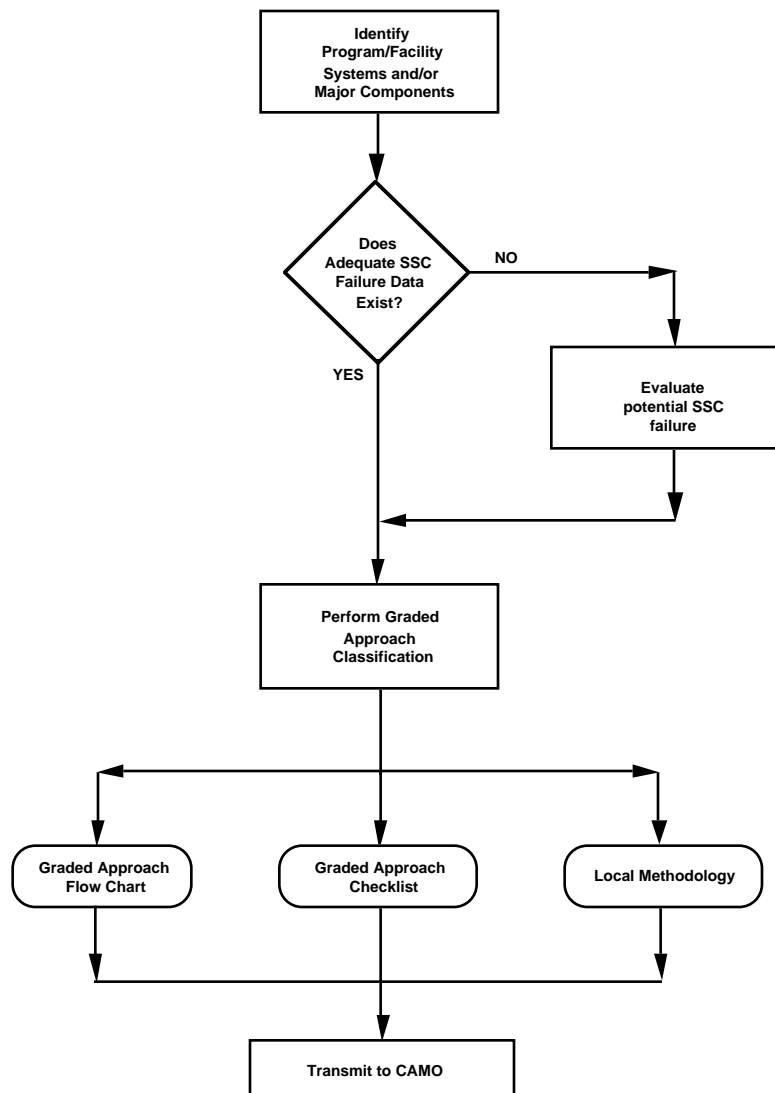 Identify
Program/Facility
Systems and/or
Major Components
Does
Adequate SSC
Failure Data
Exist?
NO
YES
Evaluate
potential SSC
failure
Perform Graded
Approach
Classification
Graded Approach
Flow Chart
Graded Approach
Checklist
Local Methodology
Transmit to CAMO